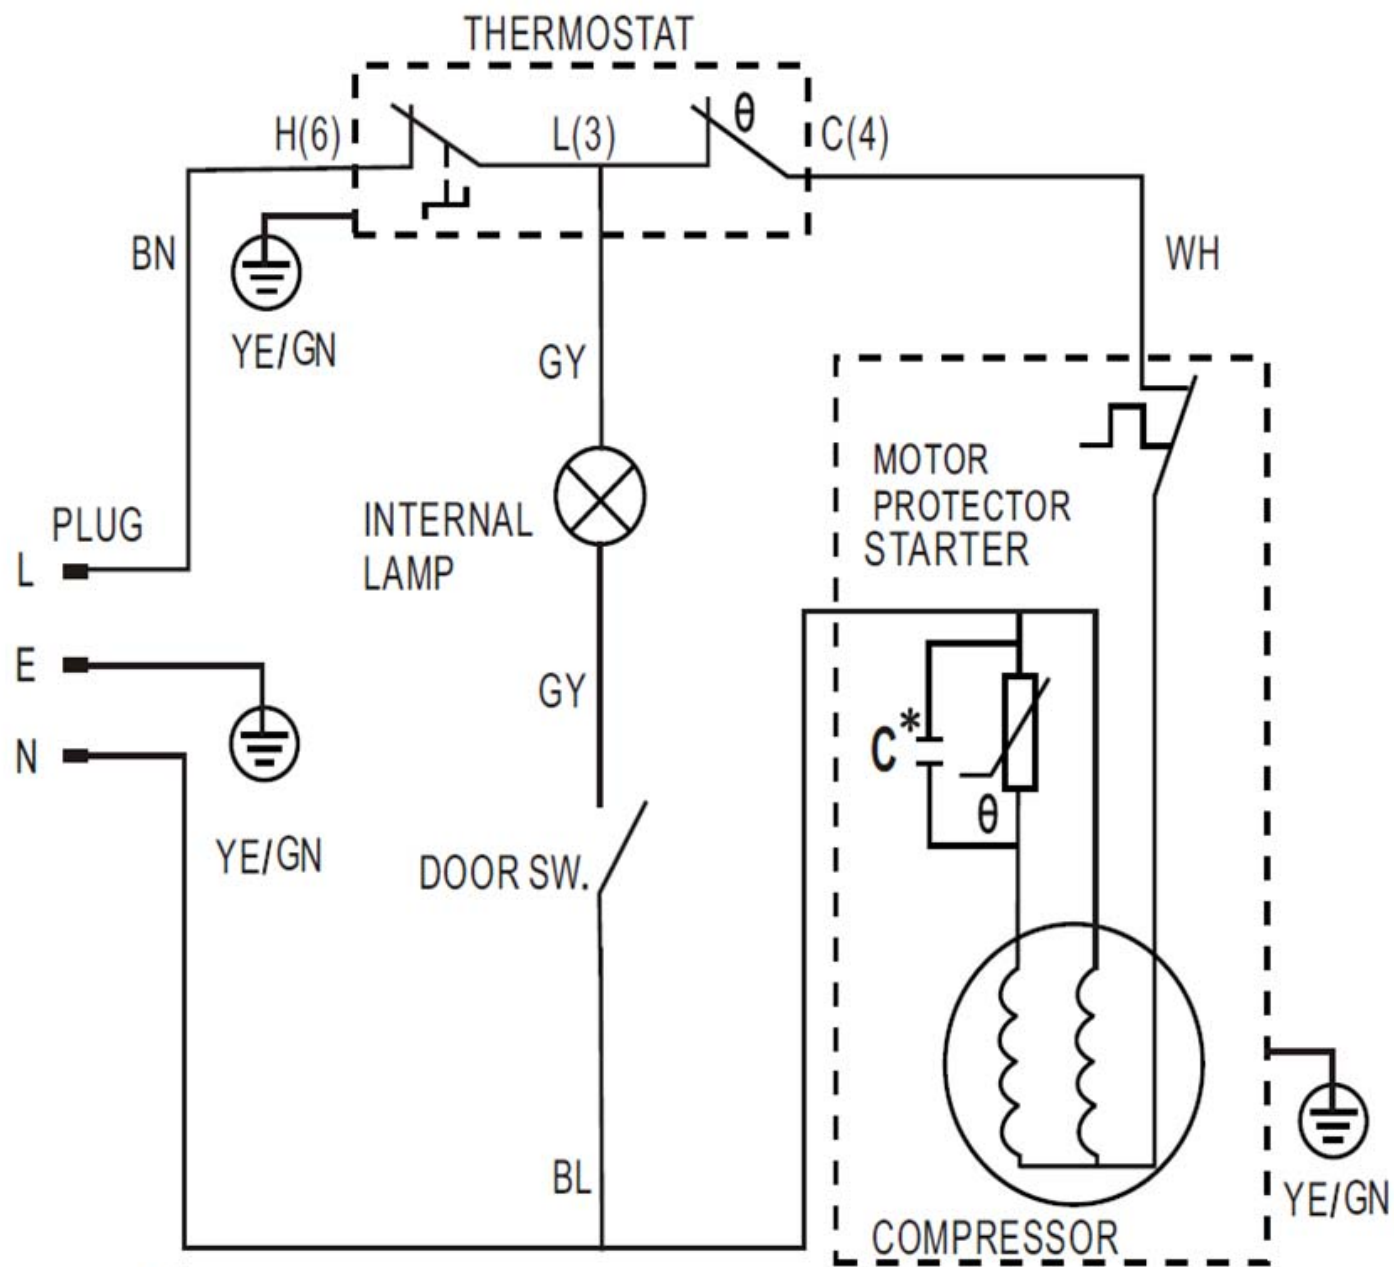 THERMOSTAT
H(6)
L(3)
θ
C(4)
BN
WH
YE/GN
GY
MOTOR
PROTECTOR
STARTER
PLUG
INTERNAL
LAMP
L
E
GY
N
C*
θ
YE/GN
DOOR SW.
BL
YE/GN
COMPRESSOR